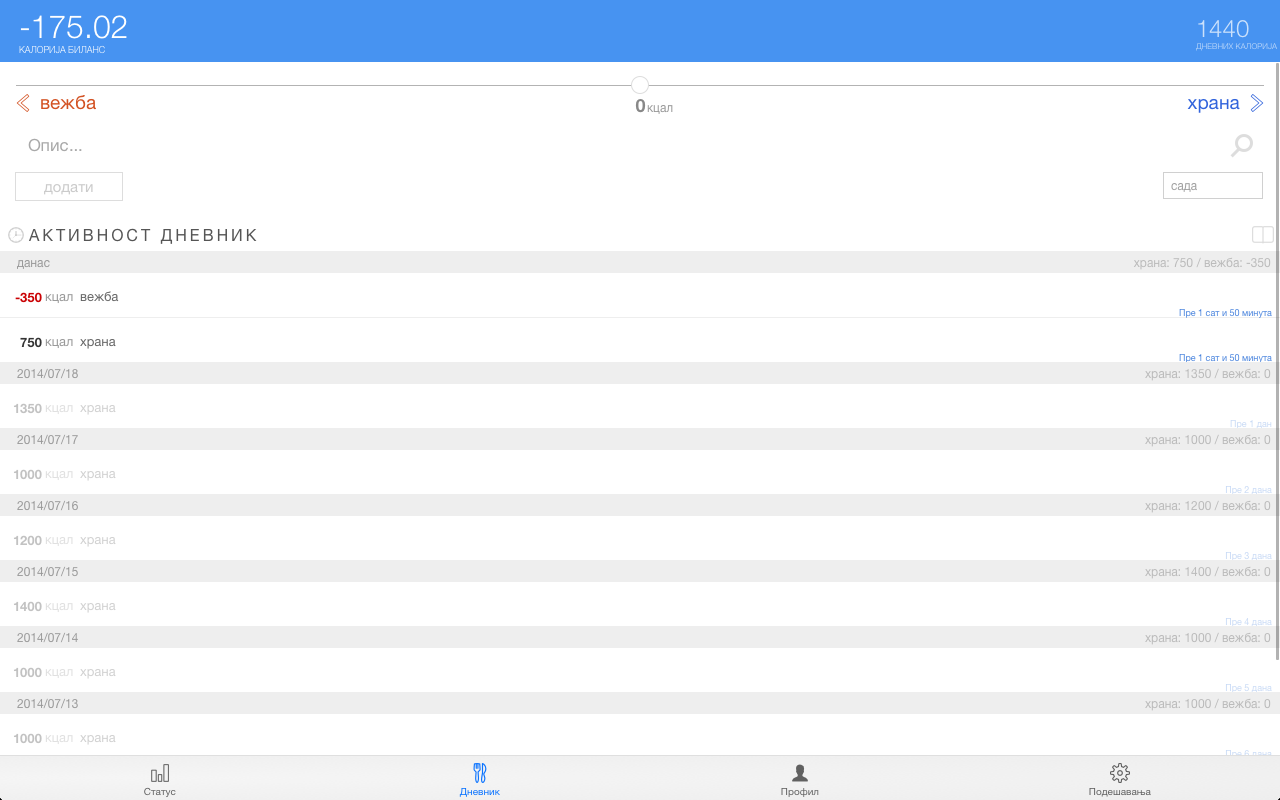 -175.02
КАЛОРИЈА БИЛАНС
1440
ДНЕВНИХ КАЛОРИЈА
вежба
0 кцал
храна
Опис...
додати
сада
АКТИВНОСТ ДНЕВНИК
данас
храна: 750 / вежба: -350
-350 кцал вежба
Пре 1 сат и 50 минута
750 кцал храна
Пре 1 сат и 50 минута
2014/07/18
храна: 1350 / вежба: 0
1350 кцал храна
Пре 1 дан
2014/07/17
храна: 1000 / вежба: 0
1000 кцал храна
Пре 2 дана
2014/07/16
храна: 1200 / вежба: 0
1200 кцал храна
Пре 3 дана
2014/07/15
храна: 1400 / вежба: 0
1400 кцал храна
Пре 4 дана
2014/07/14
храна: 1000 / вежба: 0
1000 кцал храна
Пре 5 дана
2014/07/13
храна: 1000 / вежба: 0
1000 кцал храна
Пре 6 дана
Статус
Дневник
Профил
Подешавања